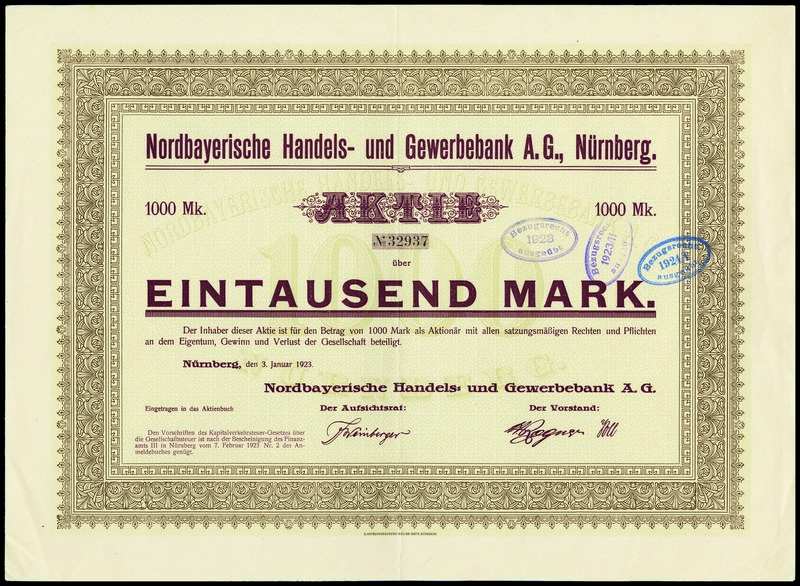 Nordbayerische Handels- und Gewerbebank A. G., Nürnberg.
1000 Mk. AKTIE 1000 Mk.
№ 32937
über
Bezugsrecht
1928
ausgeübt
Bezugsrecht
1923/II
Bezugsrecht
1924/I
ausgeübt
EINTAUSEND MARK.
Der Inhaber dieser Aktie ist für den Betrag von 1000 Mark als Aktionär mit allen satzungsmäßigen Rechten und Pflichten
an dem Eigentum, Gewinn und Verlust der Gesellschaft beteiligt.
Nürnberg, den 3. Januar 1923.
Nordbayerische Handels- und Gewerbebank A. G.
Eingetragen in das Aktienbuch Der Aufsichtsrat: Der Vorstand:
Den Vorschriften des Kapitalverkehrsteuer-Gesetzes über
die Gesellschaftsteuer ist nach der Bescheinigung des Finanz-
amts III in Nürnberg vom 7. Februar 1923 Nr. 2 des An-
meldebuches genügt.